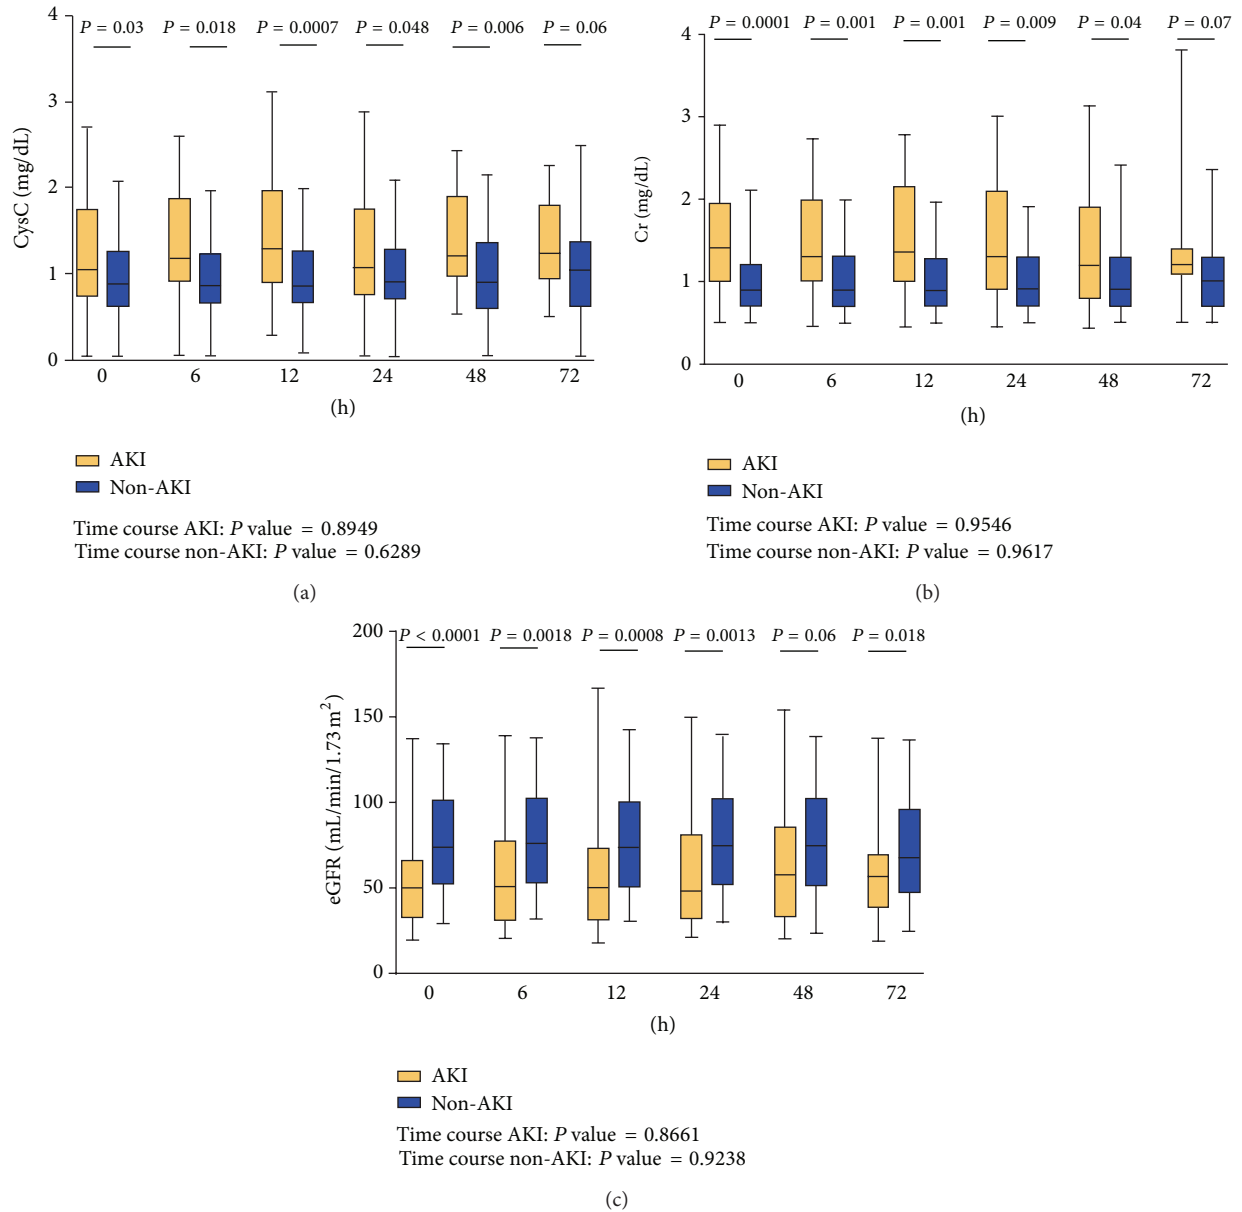 P = 0.03 P = 0.018 P = 0.0007 P = 0.048 P = 0.006 P = 0.06
4
3
2
1
0
CysC (mg/dL)
0 6 12 24 48 72
(h)
AKI
Non-AKI
Time course AKI: P value = 0.8949
Time course non-AKI: P value = 0.6289
(a)
P = 0.0001 P = 0.001 P = 0.001 P = 0.009 P = 0.04 P = 0.07
4
3
2
1
0
Cr (mg/dL)
0 6 12 24 48 72
(h)
AKI
Non-AKI
Time course AKI: P value = 0.9546
Time course non-AKI: P value = 0.9617
(b)
P < 0.0001 P = 0.0018 P = 0.0008 P = 0.0013 P = 0.06 P = 0.018
200
150
100
50
0
eGFR (mL/min/1.73 m²)
0 6 12 24 48 72
(h)
AKI
Non-AKI
Time course AKI: P value = 0.8661
Time course non-AKI: P value = 0.9238
(c)